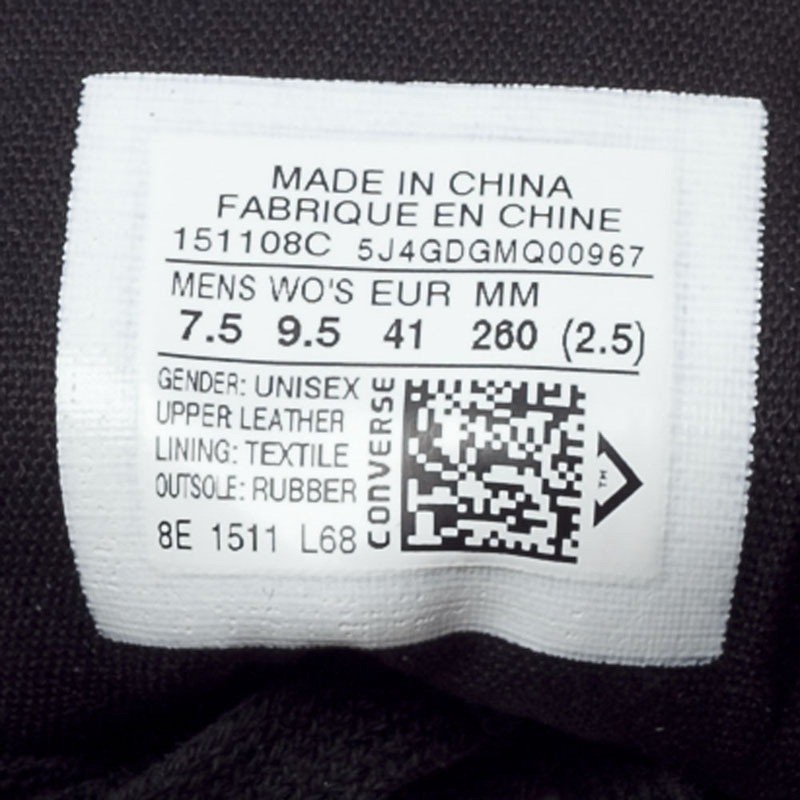 MADE IN CHINA
FABRIQUE EN CHINE
151108C 5J4GDGMQ00967
MENS WO'S EUR MM
7.5 9.5 41 260 (2.5)
GENDER: UNISEX
UPPER LEATHER
LINING: TEXTILE
OUTSOLE: RUBBER
8E 1511 L68
CONVERSE
TM